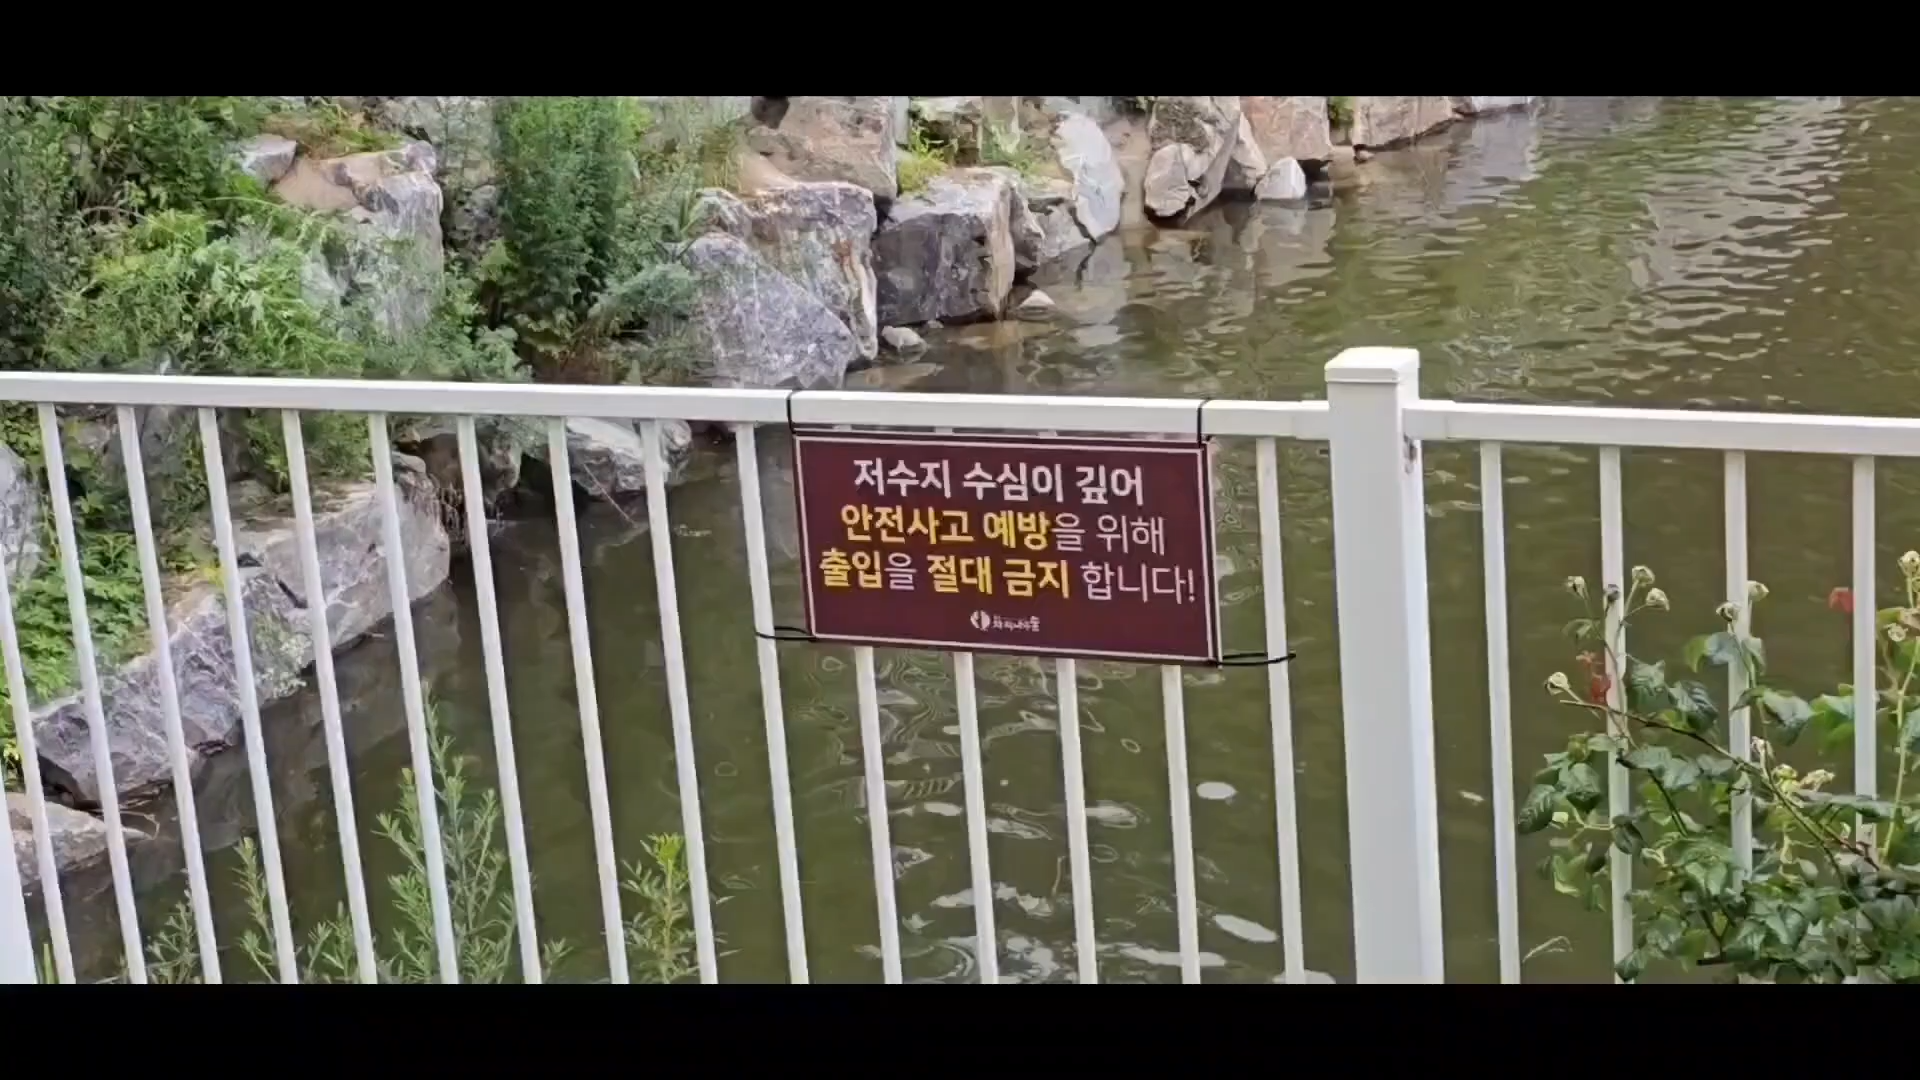 저수지 수심이 깊어
안전사고 예방을 위해
출입을 절대 금지 합니다!